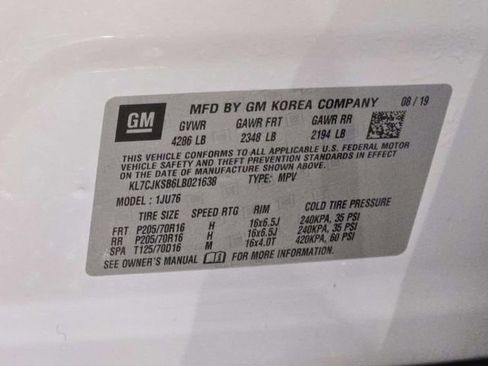 GM
MFD BY GM KOREA COMPANY 08 / 19
GVWR GAWR FRT GAWR RR
4286 LB 2348 LB 2194 LB
THIS VEHICLE CONFORMS TO ALL APPLICABLE U.S. FEDERAL MOTOR
VEHICLE SAFETY AND THEFT PREVENTION STANDARDS IN EFFECT ON
THE DATE OF MANUFACTURE SHOWN ABOVE.
KL7CJKSB6LB021638 TYPE: MPV
MODEL: 1JU76
TIRE SIZE SPEED RTG RIM COLD TIRE PRESSURE
FRT P205/70R16 H 16x6.5J 240KPA, 35 PSI
RR P205/70R16 H 16x6.5J 240KPA, 35 PSI
SPA T125/70D16 M 16x4.0T 420KPA, 60 PSI
SEE OWNER'S MANUAL FOR MORE INFORMATION.